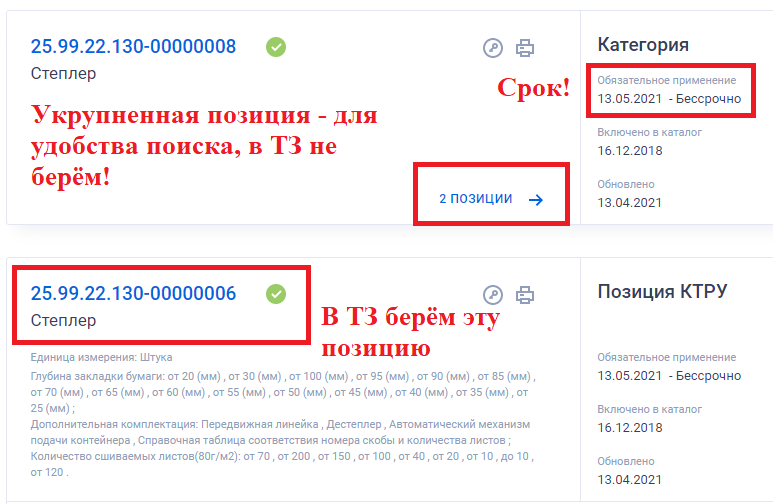 25.99.22.130-00000008
Степлер
Укрупненная позиция - для
удобства поиска, в ТЗ не
берём!
2 ПОЗИЦИИ →
Срок!
Категория
Обязательное применение
13.05.2021 - Бессрочно
Включено в каталог
16.12.2018
Обновлено
13.04.2021
25.99.22.130-00000006
Степлер
В ТЗ берём эту
позицию
Единица измерения: Штука
Глубина закладки бумаги: от 20 (мм) , от 30 (мм) , от 100 (мм) , от 95 (мм) , от 90 (мм) , от 85 (мм) ,
от 70 (мм) , от 65 (мм) , от 60 (мм) , от 55 (мм) , от 50 (мм) , от 45 (мм) , от 40 (мм) , от 35 (мм) , от
25 (мм) ;
Дополнительная комплектация: Передвижная линейка , Дестеплер , Автоматический механизм
подачи контейнера , Справочная таблица соответствия номера скобы и количества листов ;
Количество сшиваемых листов(80г/м2): от 70 , от 200 , от 150 , от 100 , от 40 , от 20 , от 10 , до 10 ,
от 120 .
Позиция КТРУ
Обязательное применение
13.05.2021 - Бессрочно
Включено в каталог
16.12.2018
Обновлено
13.04.2021